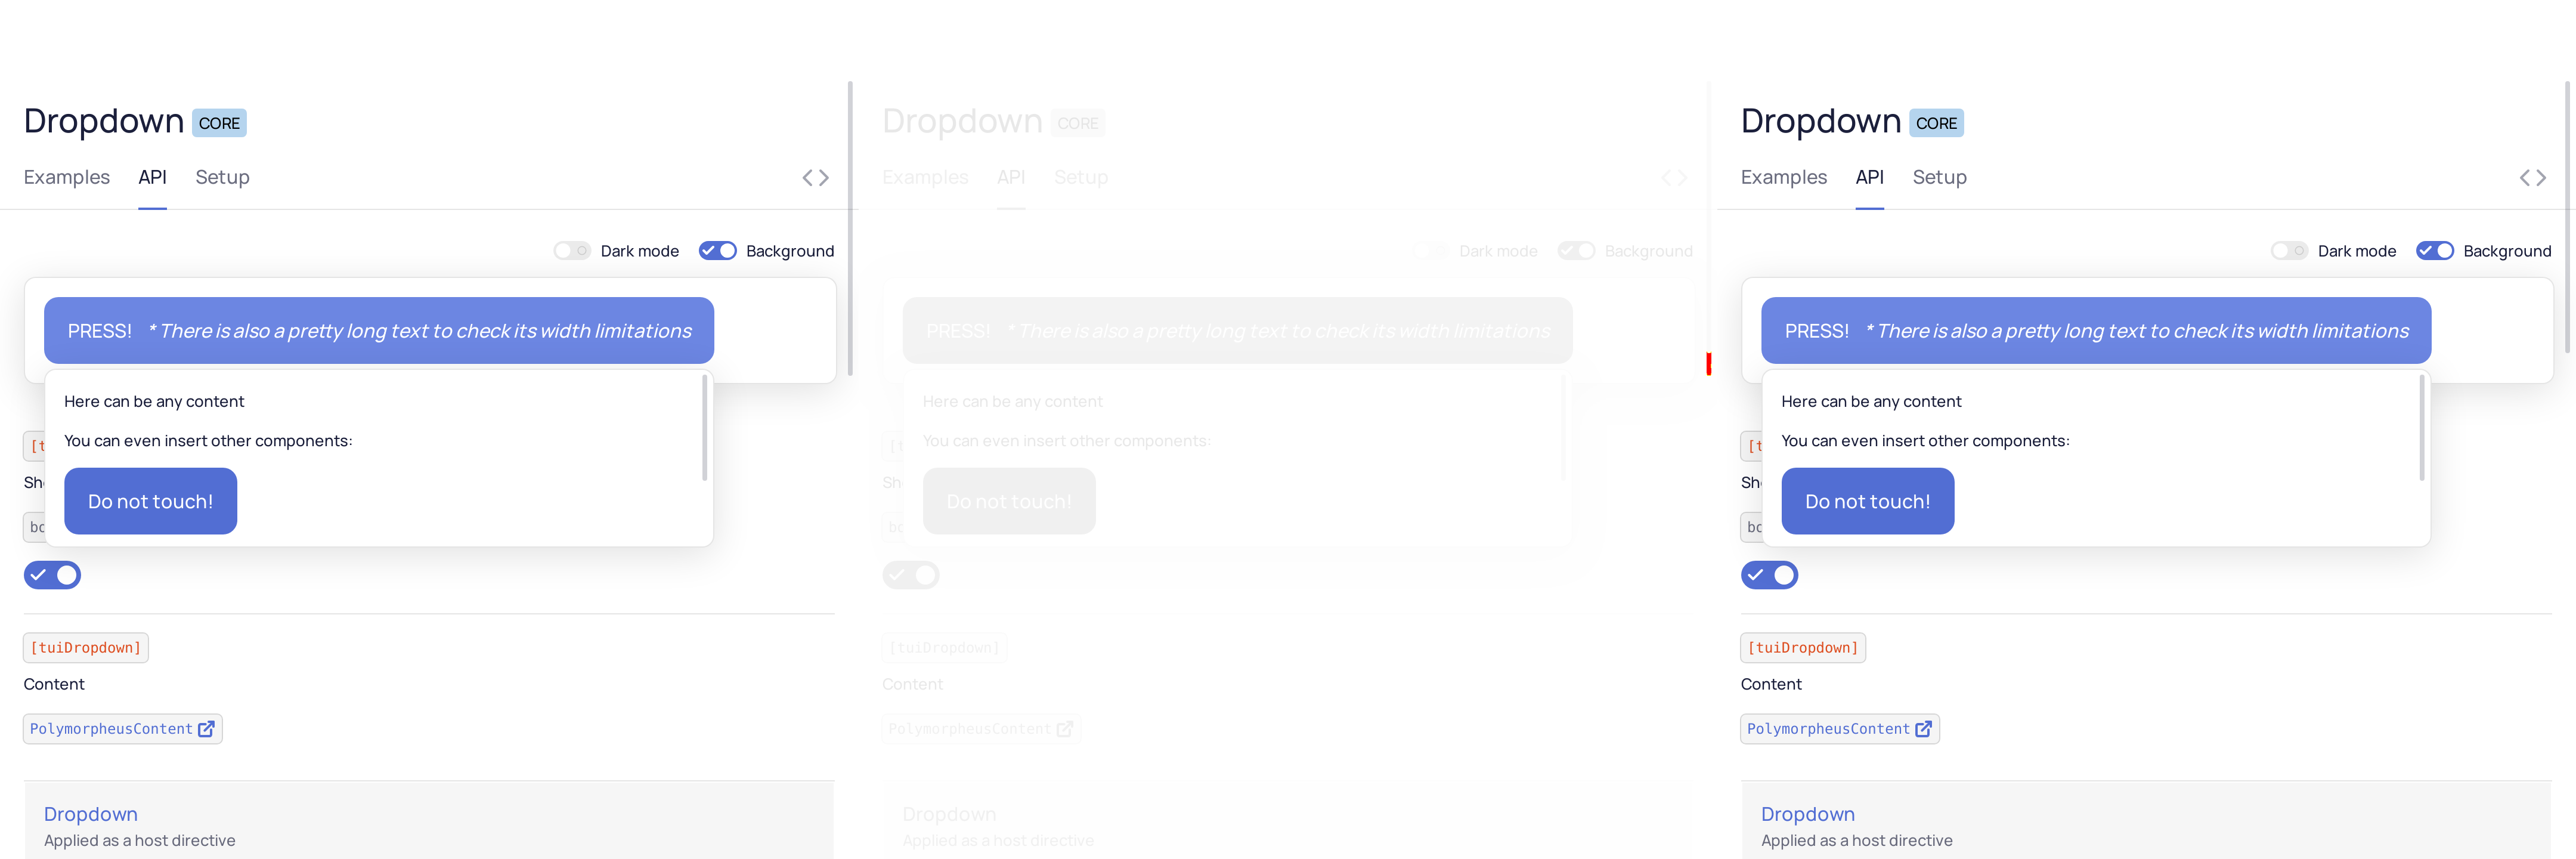 Dropdown CORE
Examples API Setup
Dark mode Background
PRESS! * There is also a pretty long text to check its width limitations
Here can be any content
You can even insert other components:
Do not touch!
[tuiDropdown]
Content
PolymorpheusContent
Dropdown
Applied as a host directive
Dropdown CORE
Examples API Setup
Dark mode Background
PRESS! * There is also a pretty long text to check its width limitations
Here can be any content
You can even insert other components:
Do not touch!
[tuiDropdown]
Content
PolymorpheusContent
Dropdown
Applied as a host directive
Dropdown CORE
Examples API Setup
Dark mode Background
PRESS! * There is also a pretty long text to check its width limitations
Here can be any content
You can even insert other components:
Do not touch!
[tuiDropdown]
Content
PolymorpheusContent
Dropdown
Applied as a host directive